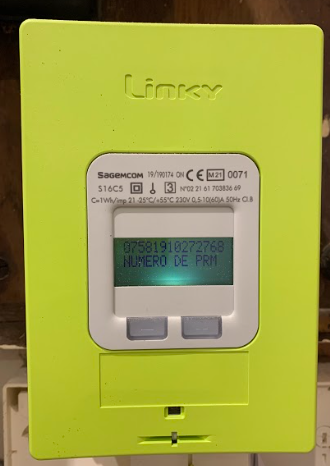 Linky
SAGEMCOM 19/190174 ON CE M21 0071
S16C5 3 N°02 21 61 703836 69
C=1Wh/imp 21 -25°C/+55°C 230V 0,5-10(60)A 50Hz Cl.B
07581910272768
NUMERO DE PRM